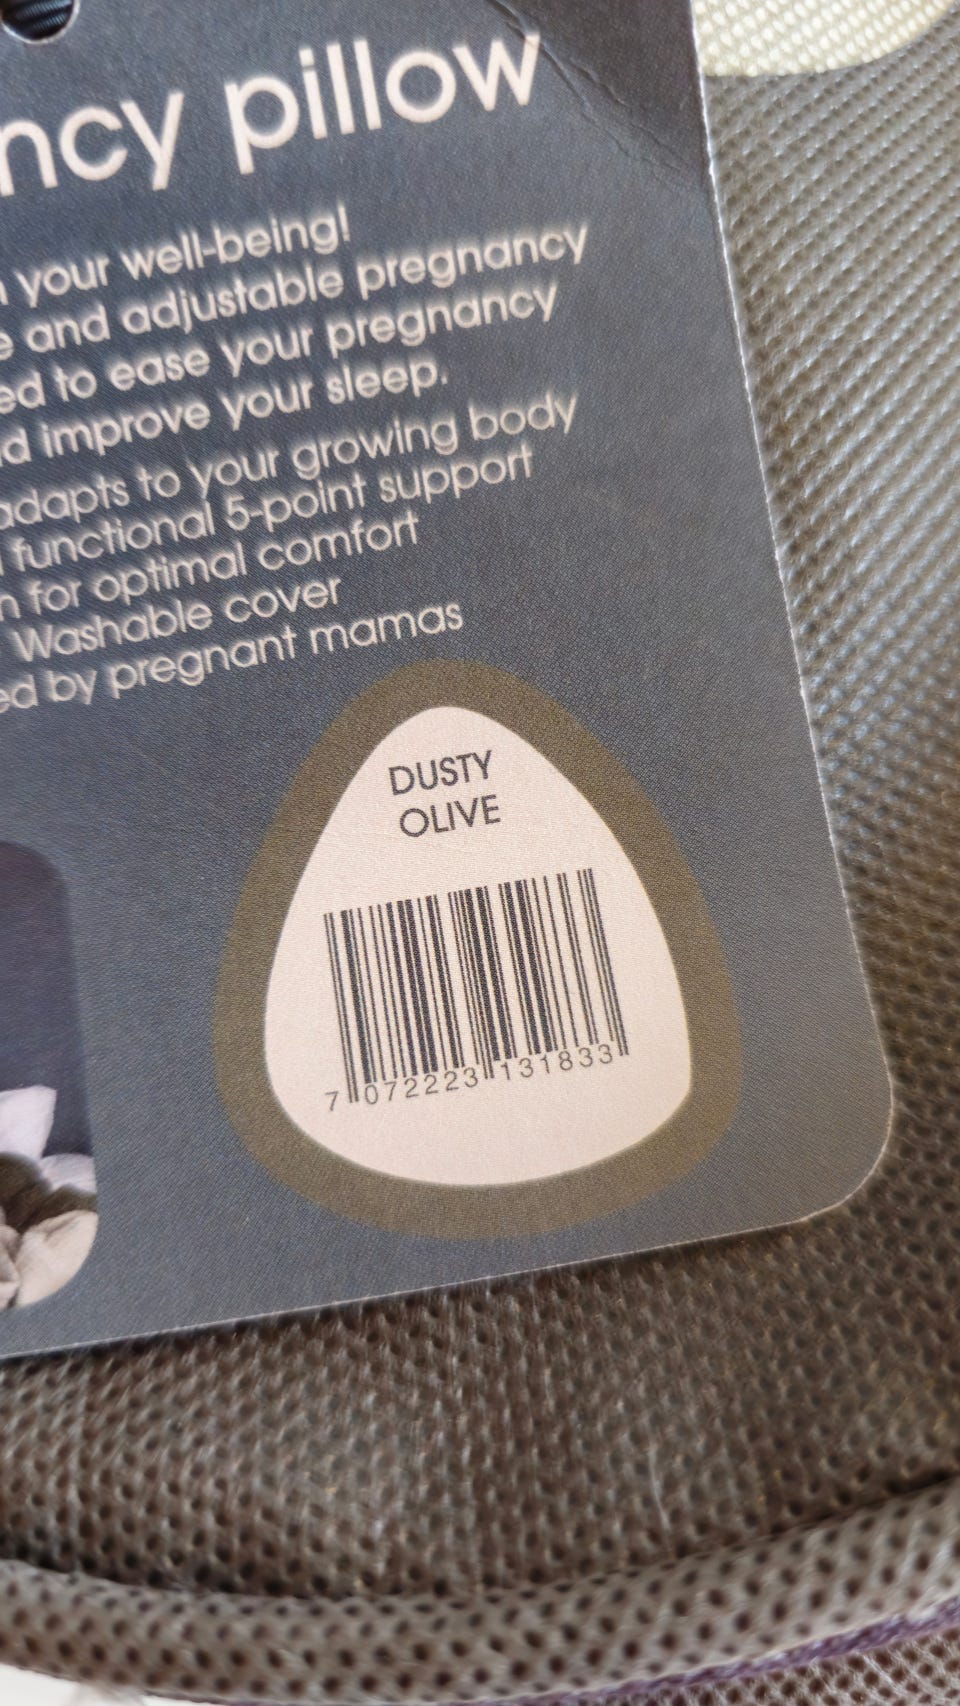 ncy pillow
your well-being!
e and adjustable pregnancy
ed to ease your pregnancy
d improve your sleep.
adapts to your growing body
functional 5-point support
n for optimal comfort
Washable cover
ed by pregnant mamas
DUSTY
OLIVE
7 072223 131833